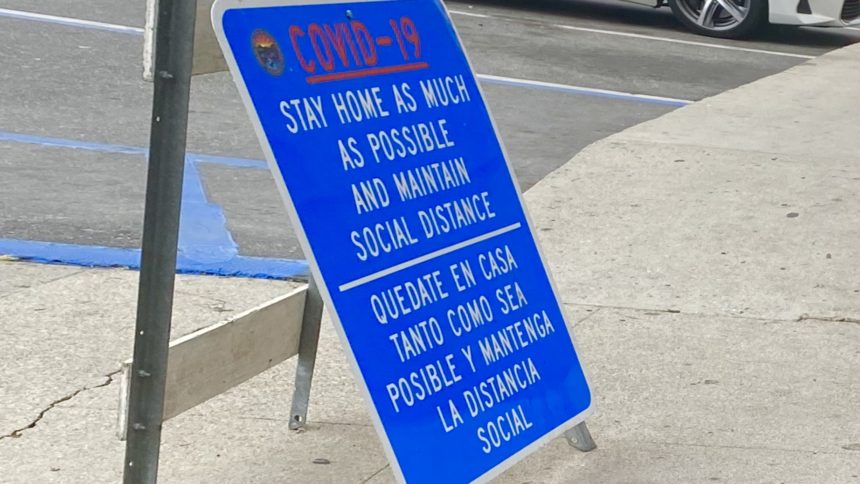 COVID-19
STAY HOME AS MUCH
AS POSSIBLE
AND MAINTAIN
SOCIAL DISTANCE
QUEDATE EN CASA
TANTO COMO SEA
POSIBLE Y MANTENGA
LA DISTANCIA
SOCIAL